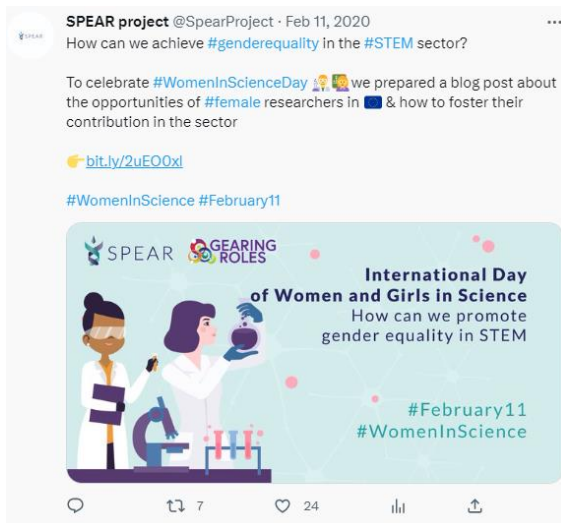 SPEAR project @SpearProject · Feb 11, 2020
SPEAR
How can we achieve #genderequality in the #STEM sector?
To celebrate #WomenInScienceDay 👩‍🔬👩‍🏫 we prepared a blog post about
the opportunities of #female researchers in 🇪🇺 & how to foster their
contribution in the sector
👉bit.ly/2uEO0xl
#WomenInScience #February11
SPEAR GEARING
ROLES
International Day
of Women and Girls in Science
How can we promote
gender equality in STEM
#February11
#WomenInScience
7 24